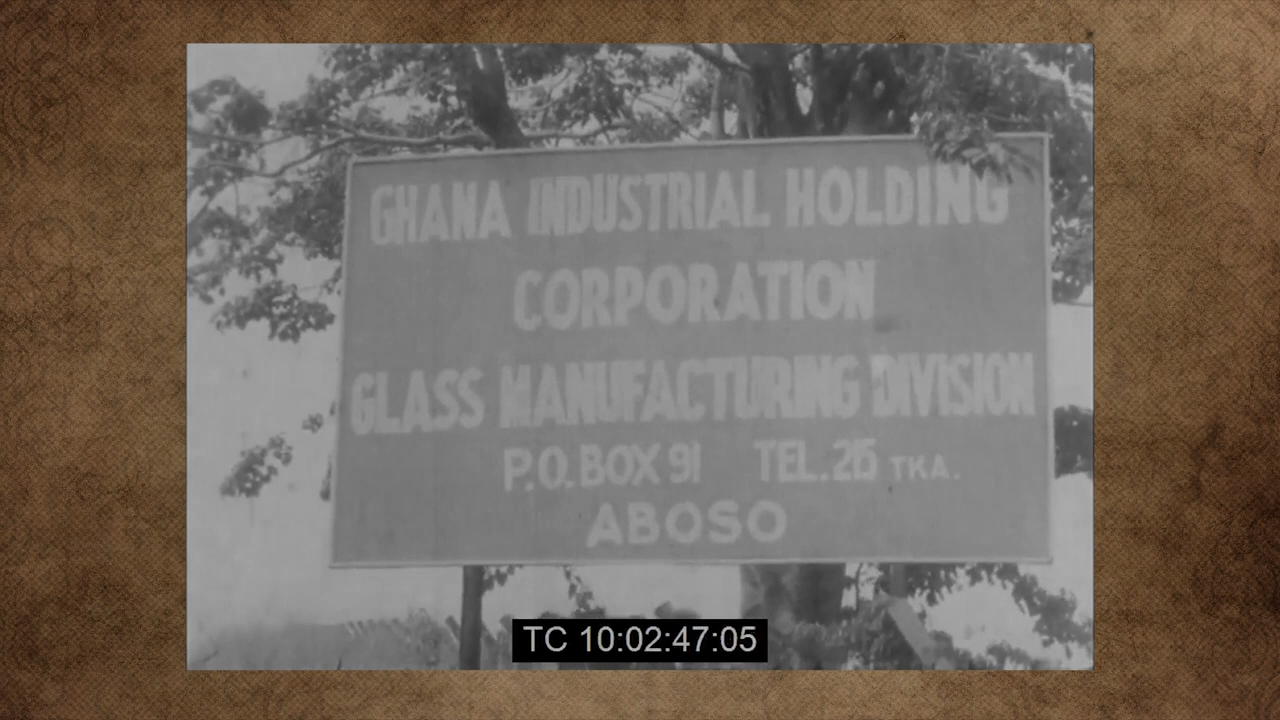 GHANA INDUSTRIAL HOLDING
CORPORATION
GLASS MANUFACTURING DIVISION
P.O. BOX 91 TEL. 26 TKA.
ABOSO
TC 10:02:47:05